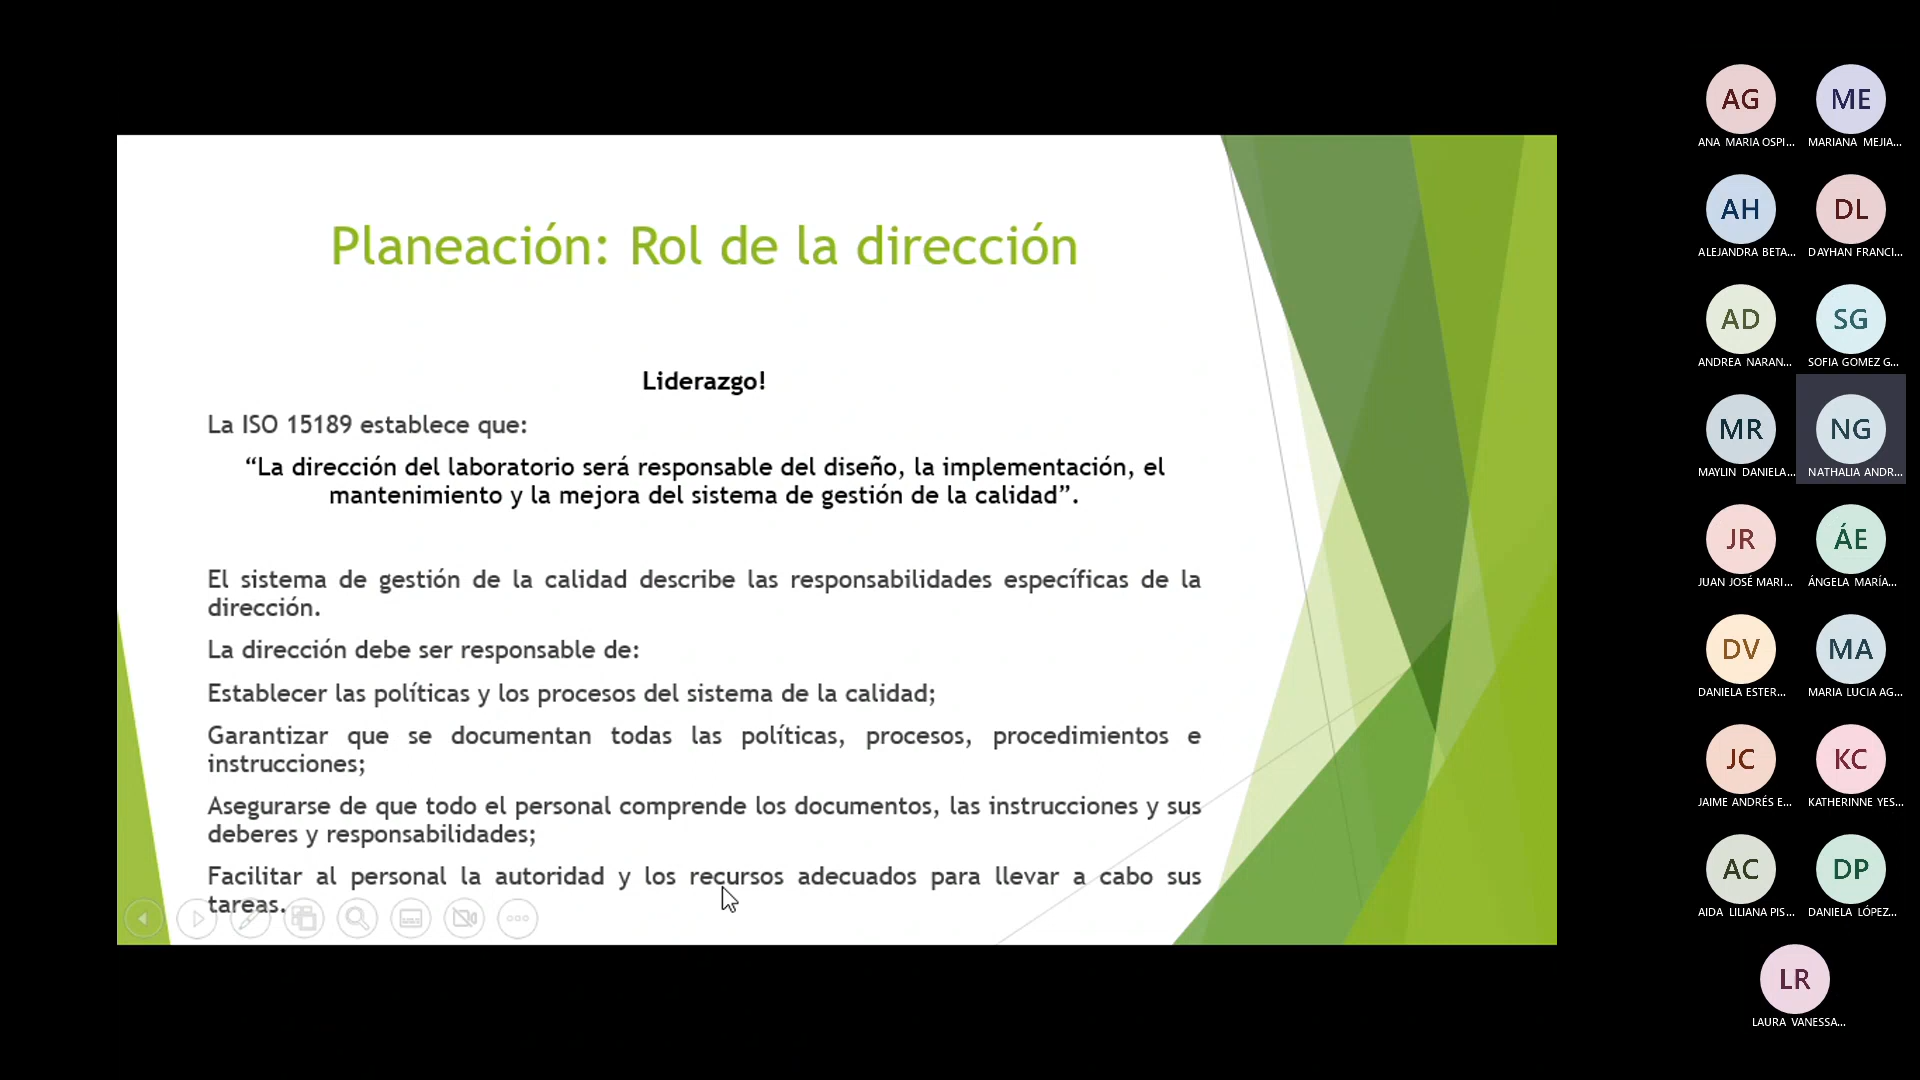 Planeación: Rol de la dirección
Liderazgo!
La ISO 15189 establece que:
“La dirección del laboratorio será responsable del diseño, la implementación, el
mantenimiento y la mejora del sistema de gestión de la calidad”.
El sistema de gestión de la calidad describe las responsabilidades específicas de la
dirección.
La dirección debe ser responsable de:
Establecer las políticas y los procesos del sistema de la calidad;
Garantizar que se documentan todas las políticas, procesos, procedimientos e
instrucciones;
Asegurarse de que todo el personal comprende los documentos, las instrucciones y sus
deberes y responsabilidades;
Facilitar al personal la autoridad y los recursos adecuados para llevar a cabo sus
tareas.
AG
ANA MARIA OSPI...
ME
MARIANA MEJIA...
AH
ALEJANDRA BETA...
DL
DAYHAN FRANCI...
AD
ANDREA NARAN...
SG
SOFIA GOMEZ G...
MR
MAYLIN DANIELA...
NG
NATHALIA ANDR...
JR
JUAN JOSÉ MARI...
ÁE
ÁNGELA MARÍA...
DV
DANIELA ESTER...
MA
MARIA LUCIA AG...
JC
JAIME ANDRÉS E...
KC
KATHERINNE YES...
AC
AIDA LILIANA PIS...
DP
DANIELA LÓPEZ...
LR
LAURA VANESSA...